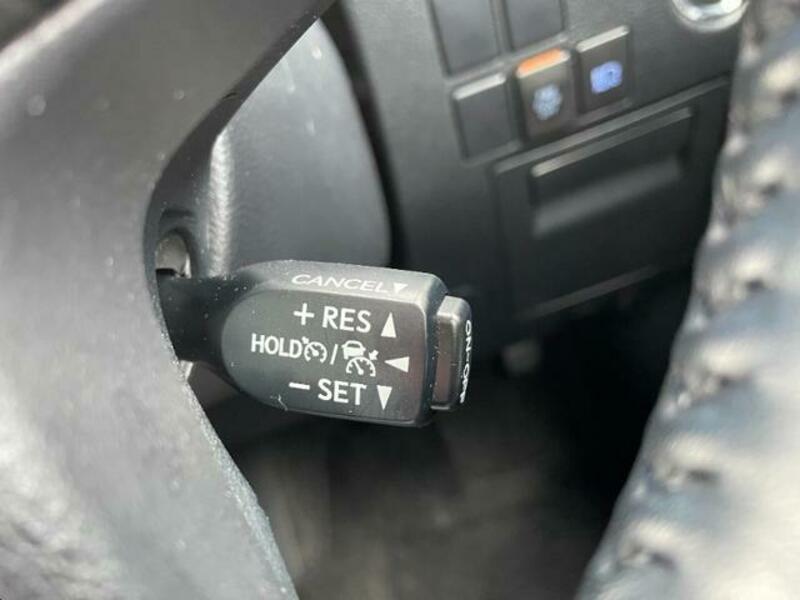 CANCEL▼
+ RES ▲
HOLD / ◀
− SET ▼
ON-OFF